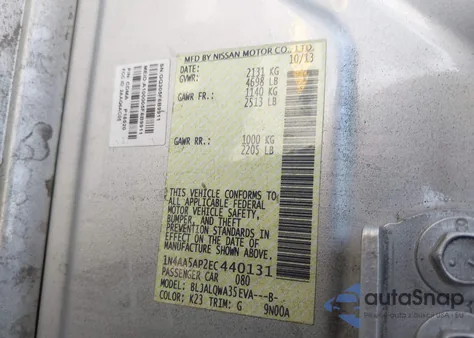 MFD BY NISSAN MOTOR CO., LTD.
DATE: 10/13
GVWR: 2131 KG
4698 LB
GAWR FR.: 1140 KG
2513 LB
GAWR RR.: 1000 KG
2205 LB
THIS VEHICLE CONFORMS TO
ALL APPLICABLE FEDERAL
MOTOR VEHICLE SAFETY,
BUMPER, AND THEFT
PREVENTION STANDARDS
IN EFFECT ON THE DATE OF
MANUFACTURE SHOWN ABOVE.
1N4AA5AP2EC440131
PASSENGER CAR 080
MODEL: BLJALQWA35EVA---B-
COLOR: K23 TRIM: G 9N00A
P/N: CDMA
autaSnap